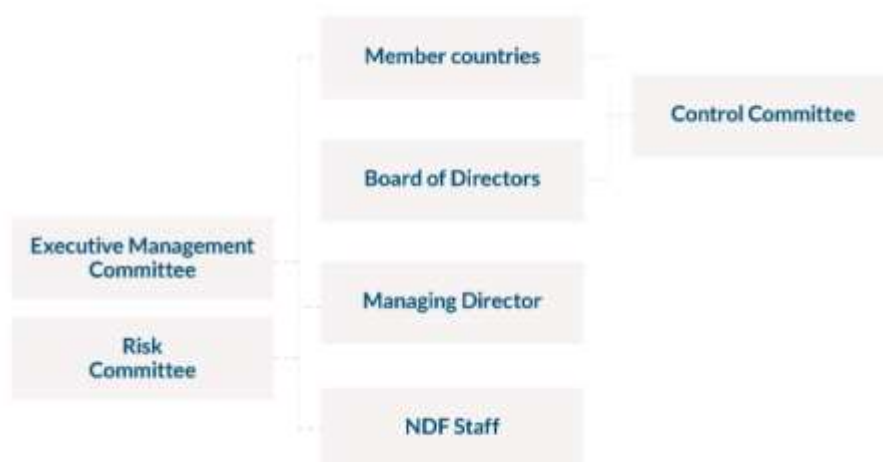 Member countries
Control Committee
Board of Directors
Executive Management
Committee
Managing Director
Risk
Committee
NDF Staff